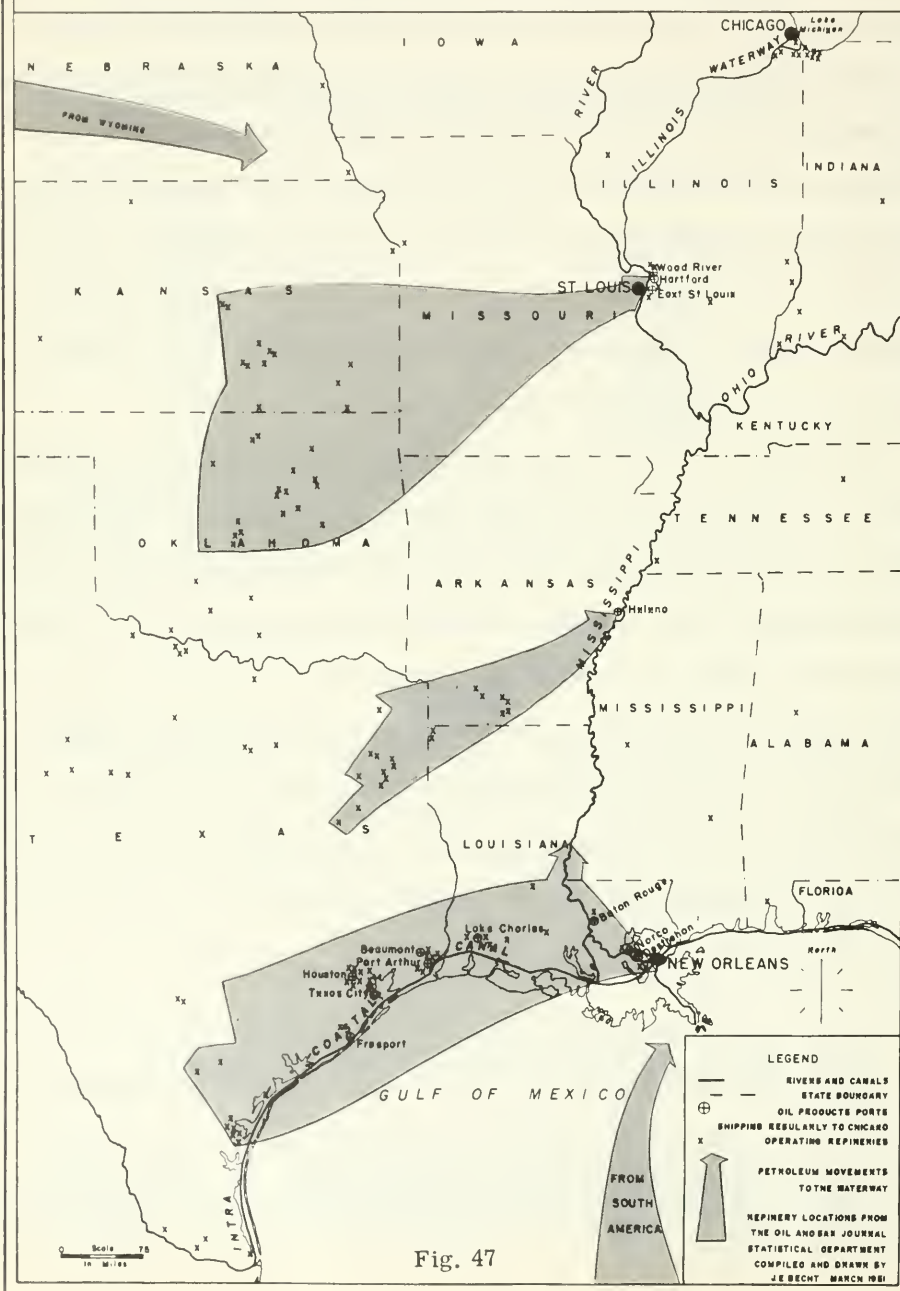 CHICAGO
Lake
Michigan
IOWA
NEBRASKA
WATERWAY
RIVER
FROM WYOMING
ILLINOIS
INDIANA
ILLINOIS
Wood River
Hartford
ST LOUIS
East St Louis
KANSAS
MISSOURI
RIVER
OHIO
KENTUCKY
TENNESSEE
OKLAHOMA
MISSISSIPPI
ARKANSAS
Helena
MISSISSIPPI
ALABAMA
TEXAS
LOUISIANA
FLORIDA
Baton Rouge
Lake Charles
Norco
Beaumont
CANAL
Port Arthur
NEW ORLEANS
North
Houston
Texas City
COASTAL
Freeport
GULF OF MEXICO
INTRA
FROM
SOUTH
AMERICA
LEGEND
RIVERS AND CANALS
STATE BOUNDARY
OIL PRODUCTS PORTS
SHIPPING REGULARLY TO CHICAGO
OPERATING REFINERIES
PETROLEUM MOVEMENTS
TO THE WATERWAY
REFINERY LOCATIONS FROM
THE OIL AND GAS JOURNAL
STATISTICAL DEPARTMENT
COMPILED AND DRAWN BY
J.E BECHT MARCH 1951
0 Scale 75
in Miles
Fig. 47